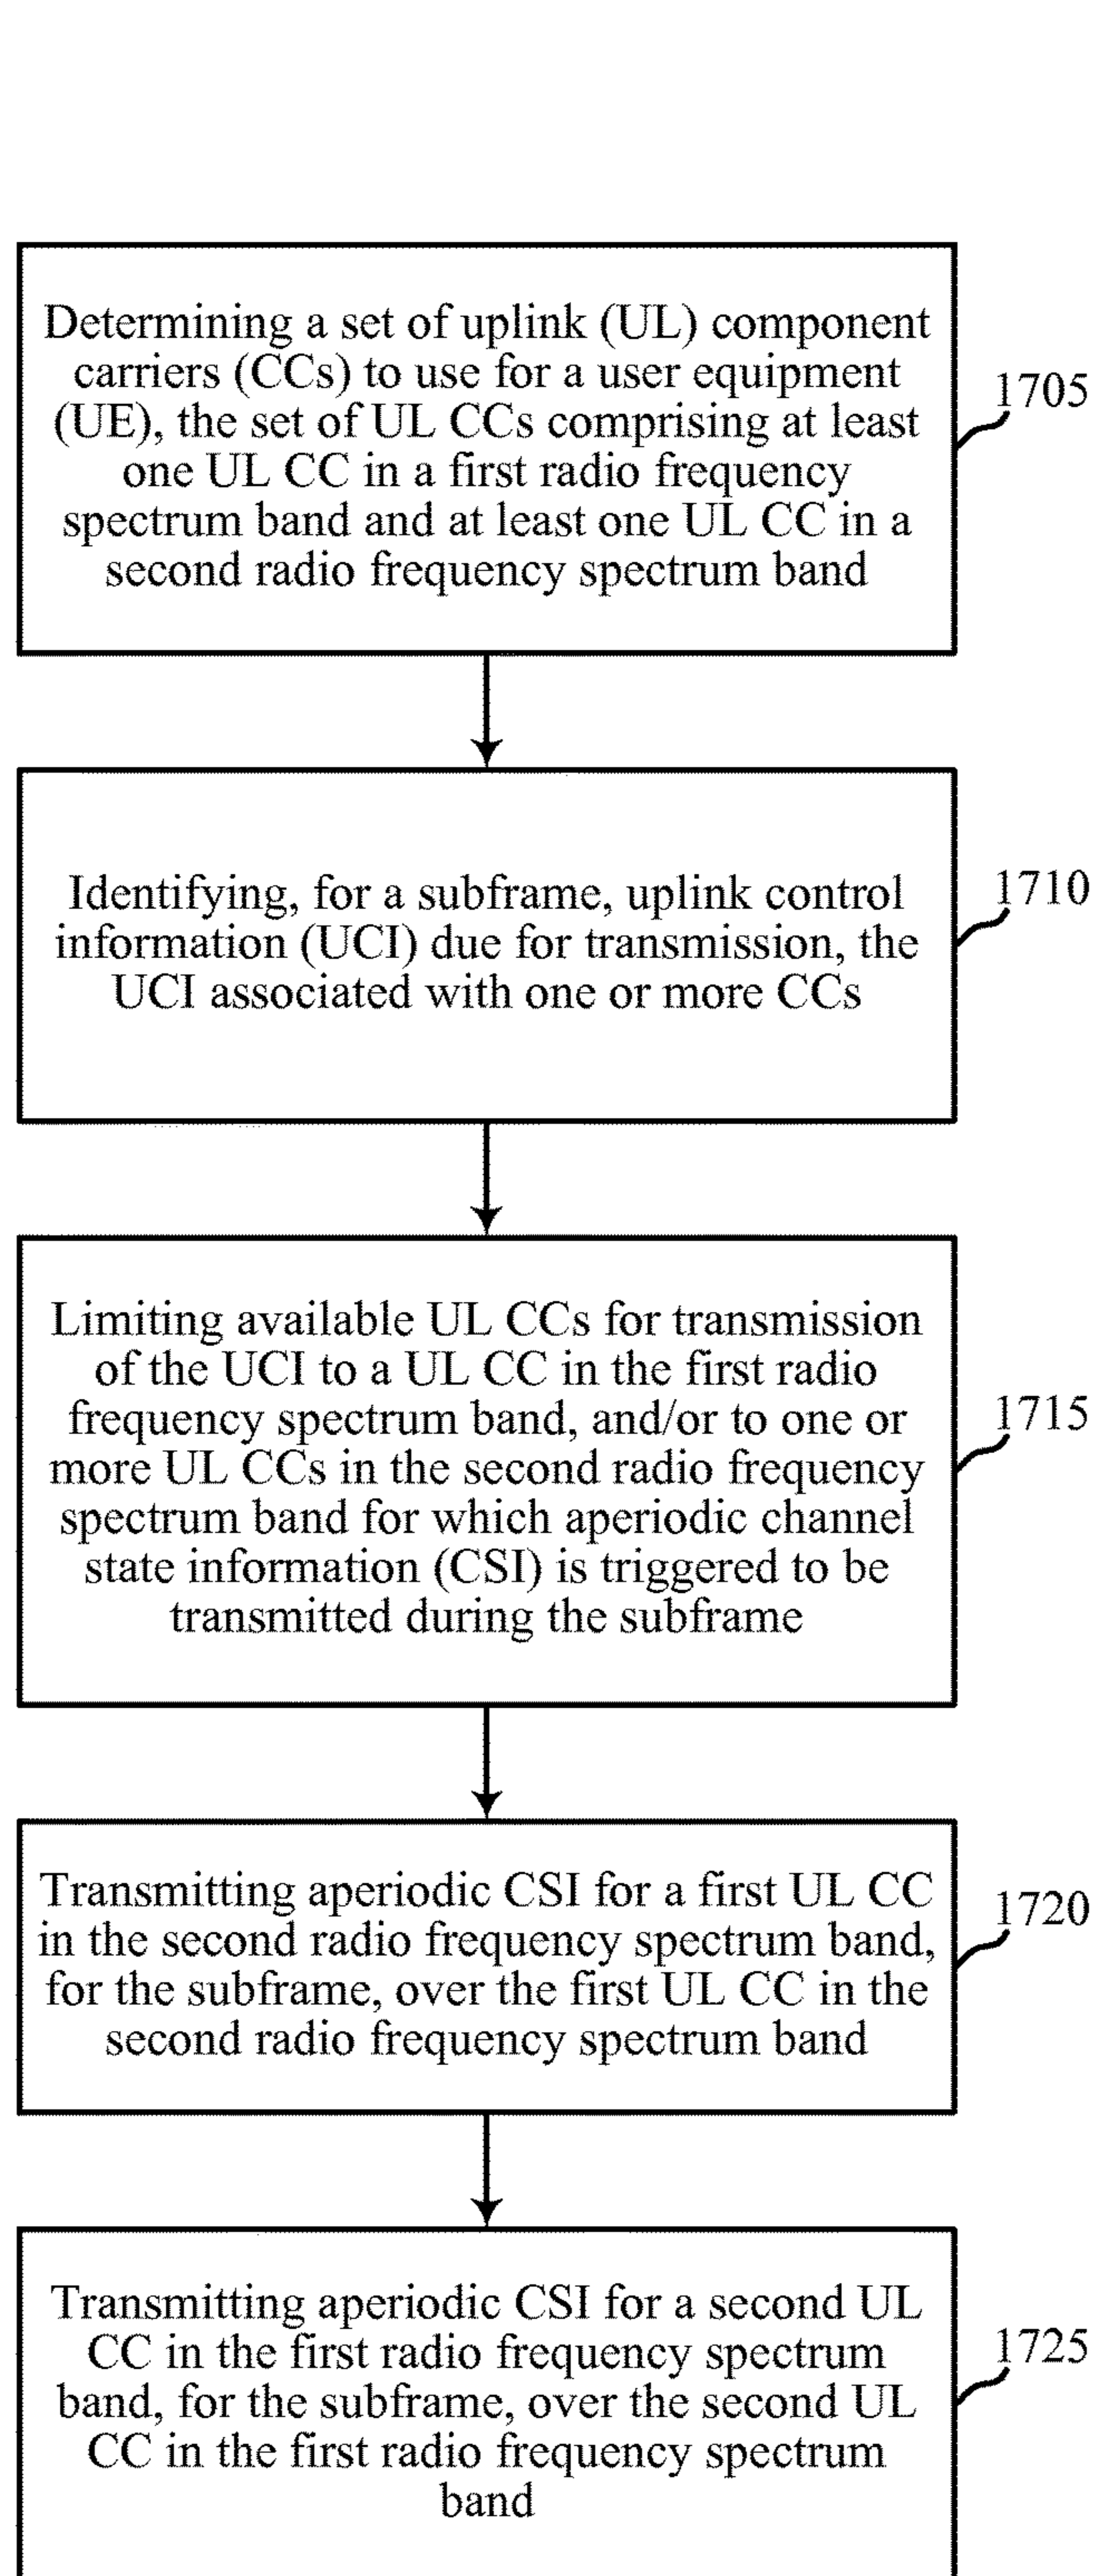 Determining a set of uplink (UL) component
carriers (CCs) to use for a user equipment
(UE), the set of UL CCs comprising at least
one UL CC in a first radio frequency
spectrum band and at least one UL CC in a
second radio frequency spectrum band
1705
Identifying, for a subframe, uplink control
information (UCI) due for transmission, the
UCI associated with one or more CCs
1710
Limiting available UL CCs for transmission
of the UCI to a UL CC in the first radio
frequency spectrum band, and/or to one or
more UL CCs in the second radio frequency
spectrum band for which aperiodic channel
state information (CSI) is triggered to be
transmitted during the subframe
1715
Transmitting aperiodic CSI for a first UL CC
in the second radio frequency spectrum band,
for the subframe, over the first UL CC in the
second radio frequency spectrum band
1720
Transmitting aperiodic CSI for a second UL
CC in the first radio frequency spectrum
band, for the subframe, over the second UL
CC in the first radio frequency spectrum
band
1725